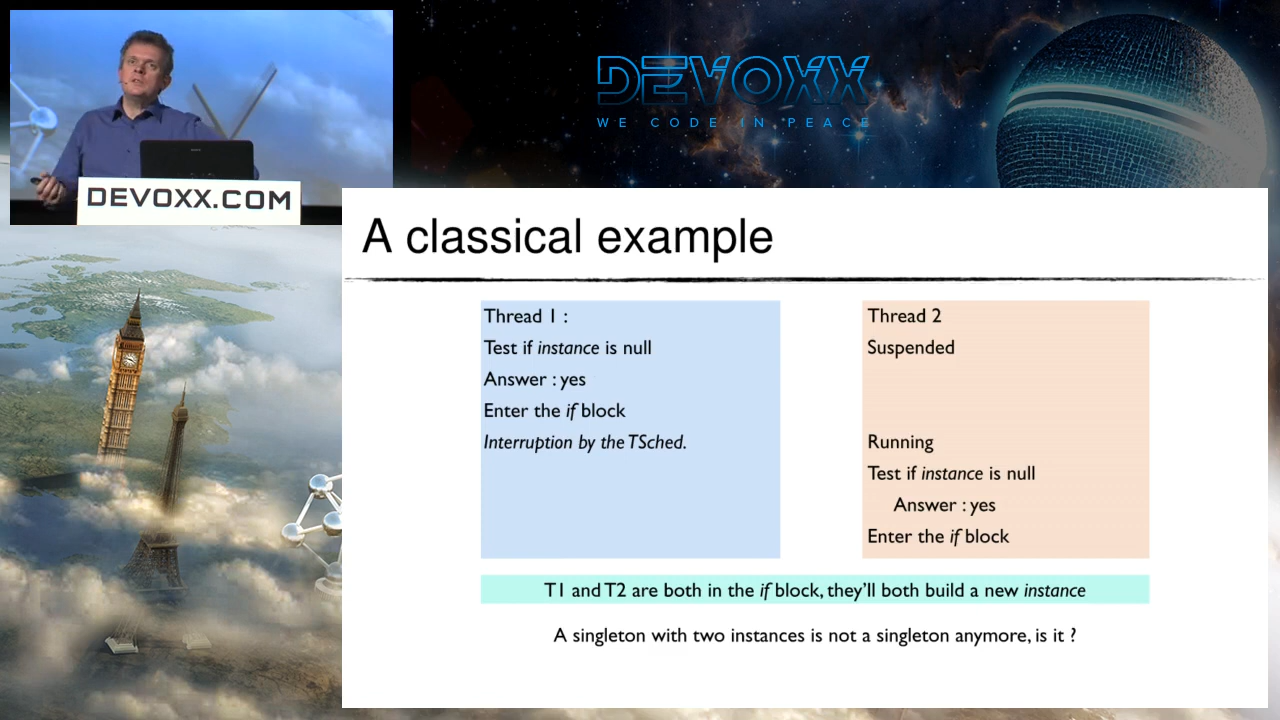 DEVOXX
WE CODE IN PEACE
DEVOXX.COM
A classical example
Thread 1 :
Test if instance is null
Answer : yes
Enter the if block
Interruption by the TSched.
Thread 2
Suspended
Running
Test if instance is null
Answer : yes
Enter the if block
T1 and T2 are both in the if block, they'll both build a new instance
A singleton with two instances is not a singleton anymore, is it ?